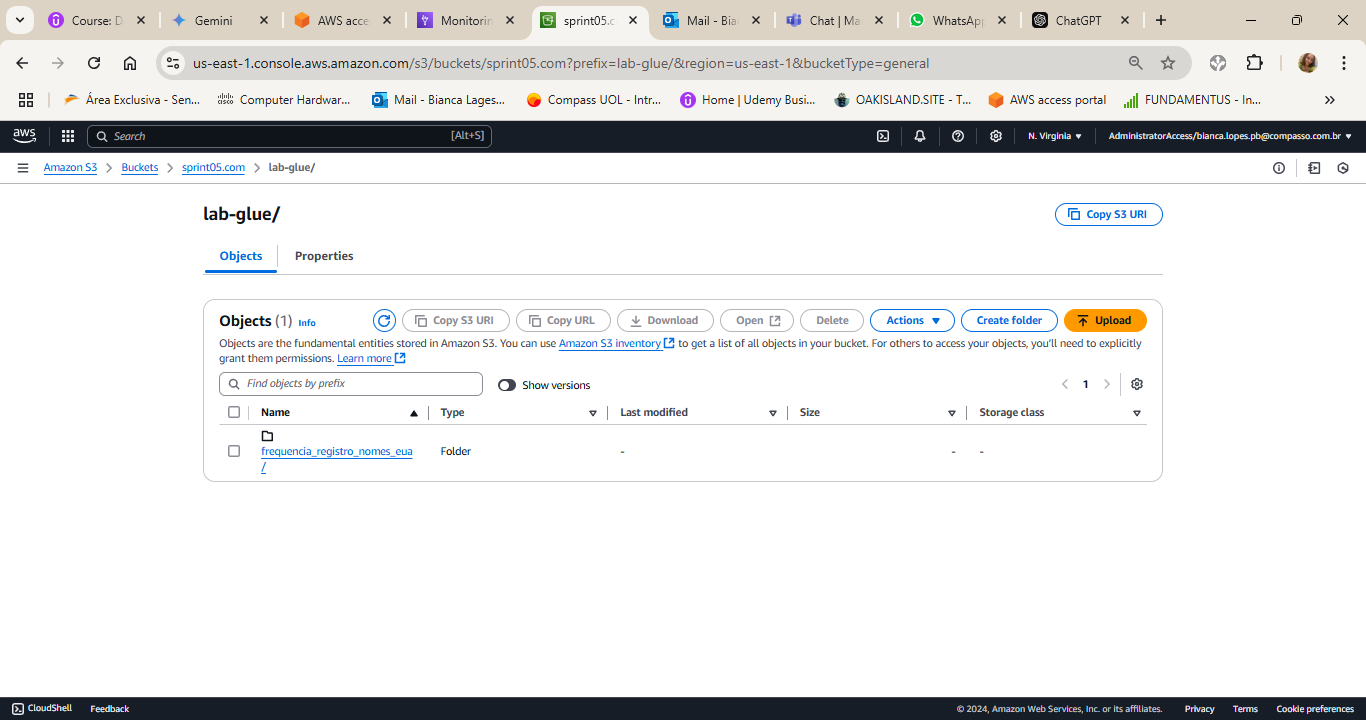 Course: D
Gemini
AWS acce
Monitorin
sprint05.c
Mail - Bia
Chat | Ma
WhatsApp
ChatGPT
us-east-1.console.aws.amazon.com/s3/buckets/sprint05.com?prefix=lab-glue/&region=us-east-1&bucketType=general
Área Exclusiva - Sen...
Computer Hardwar...
Mail - Bianca Lages...
Compass UOL - Intr...
Home | Udemy Busi...
OAKISLAND.SITE - T...
AWS access portal
FUNDAMENTUS - In...
aws
Search
[Alt+S]
N. Virginia
AdministratorAccess/bianca.lopes.pb@compasso.com.br
Amazon S3
Buckets
sprint05.com
lab-glue/
lab-glue/
Copy S3 URI
Objects
Properties
Objects (1) Info
Copy S3 URI
Copy URL
Download
Open
Delete
Actions
Create folder
Upload
Objects are the fundamental entities stored in Amazon S3. You can use Amazon S3 inventory to get a list of all objects in your bucket. For others to access your objects, you'll need to explicitly
grant them permissions. Learn more
Find objects by prefix
Show versions
1
Name
Type
Last modified
Size
Storage class
frequencia_registro_nomes_eua
/
Folder
-
-
-
CloudShell
Feedback
© 2024, Amazon Web Services, Inc. or its affiliates.
Privacy
Terms
Cookie preferences